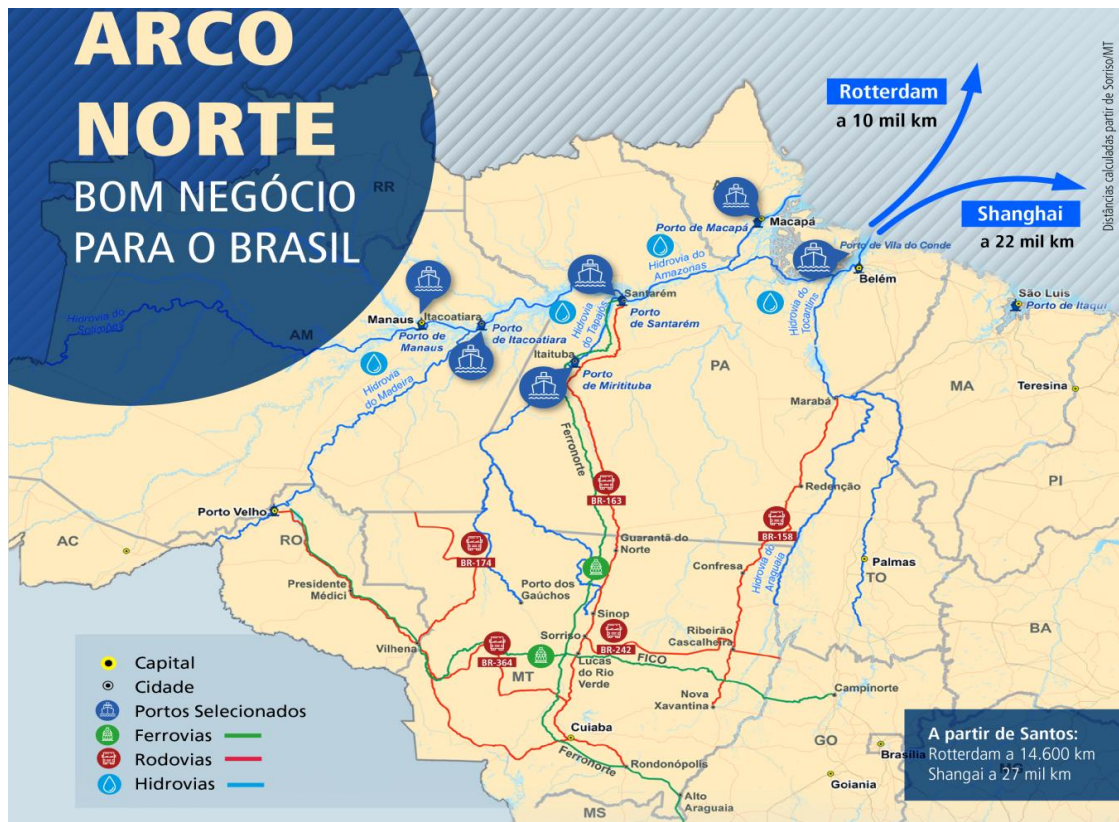 ARCO
NORTE
BOM NEGÓCIO
PARA O BRASIL
Rotterdam
a 10 mil km
Shanghai
a 22 mil km
Distâncias calculadas partir de Sorriso/MT
RR
A
Macapá
Porto de Macapá
Hidrovia do
Amazonas
Porto de Vila do Conde
Belém
São Luís
Porto de Itaqui
Hidrovia do
Tocantins
Santarém
Porto
de Santarém
Hidrovia
do Tapajós
Manaus
Itacoatiara
Porto de
Manaus
Porto
de Itacoatiara
Hidrovia do
Solimões
AM
Hidrovia
do Madeira
Itaituba
Porto
de Miritituba
PA
MA
Teresina
Marabá
Ferronorte
BR-163
Redenção
PI
BR-158
Porto Velho
AC
RO
BR-174
Guarantã do
Norte
Hidrovia do
Araguaia
Palmas
TO
Confresa
Presidente
Médici
Porto dos
Gaúchos
Sinop
Sorriso
BR-242
Ribeirão
Cascalheira
BA
Vilhena
BR-364
MT
Lucas
do Rio
Verde
FICO
Nova
Xavantina
Campinorte
Cuiaba
Ferronorte
Rondonópolis
GO
Brasília
Goiania
Alto
Araguaia
MS
MG
Capital
Cidade
Portos Selecionados
Ferrovias
Rodovias
Hidrovias
A partir de Santos:
Rotterdam a 14.600 km
Shangai a 27 mil km